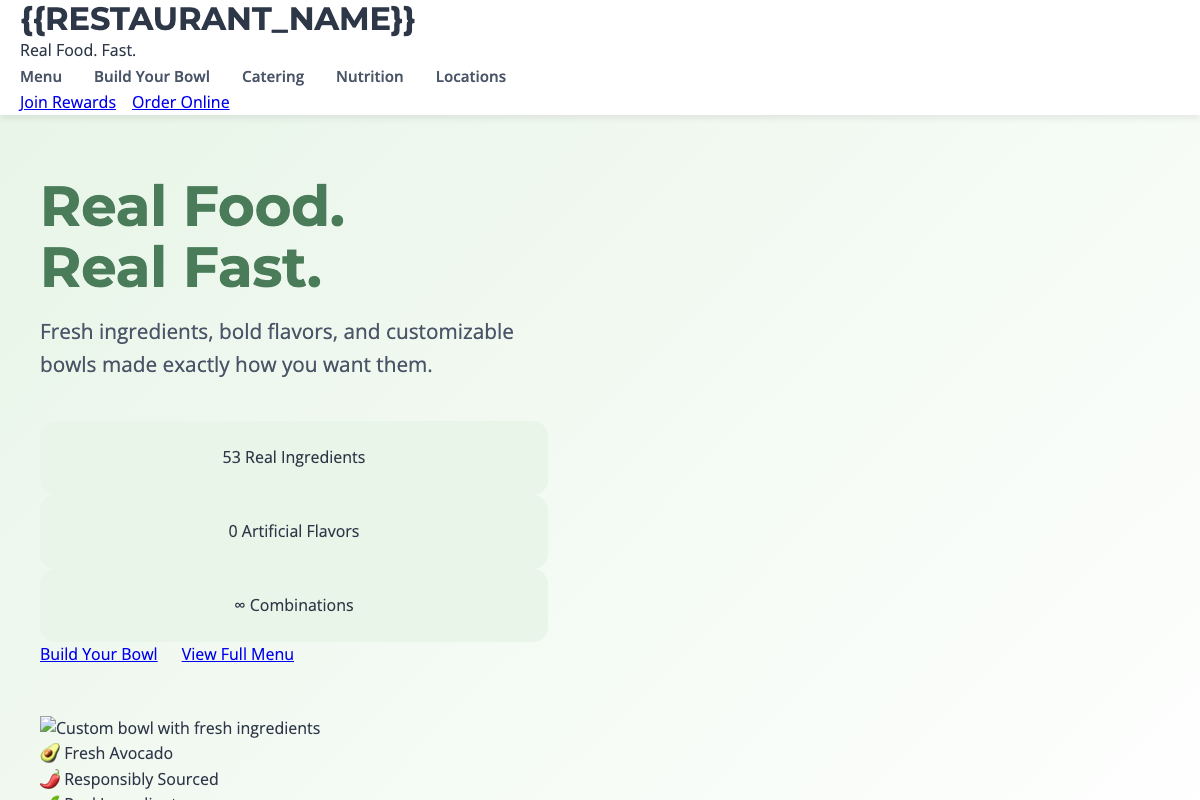 {{RESTAURANT_NAME}}
Real Food. Fast.
Menu Build Your Bowl Catering Nutrition Locations
Join Rewards Order Online
Real Food.
Real Fast.
Fresh ingredients, bold flavors, and customizable
bowls made exactly how you want them.
53 Real Ingredients
0 Artificial Flavors
∞ Combinations
Build Your Bowl View Full Menu
Custom bowl with fresh ingredients
🥑 Fresh Avocado
🌶️ Responsibly Sourced